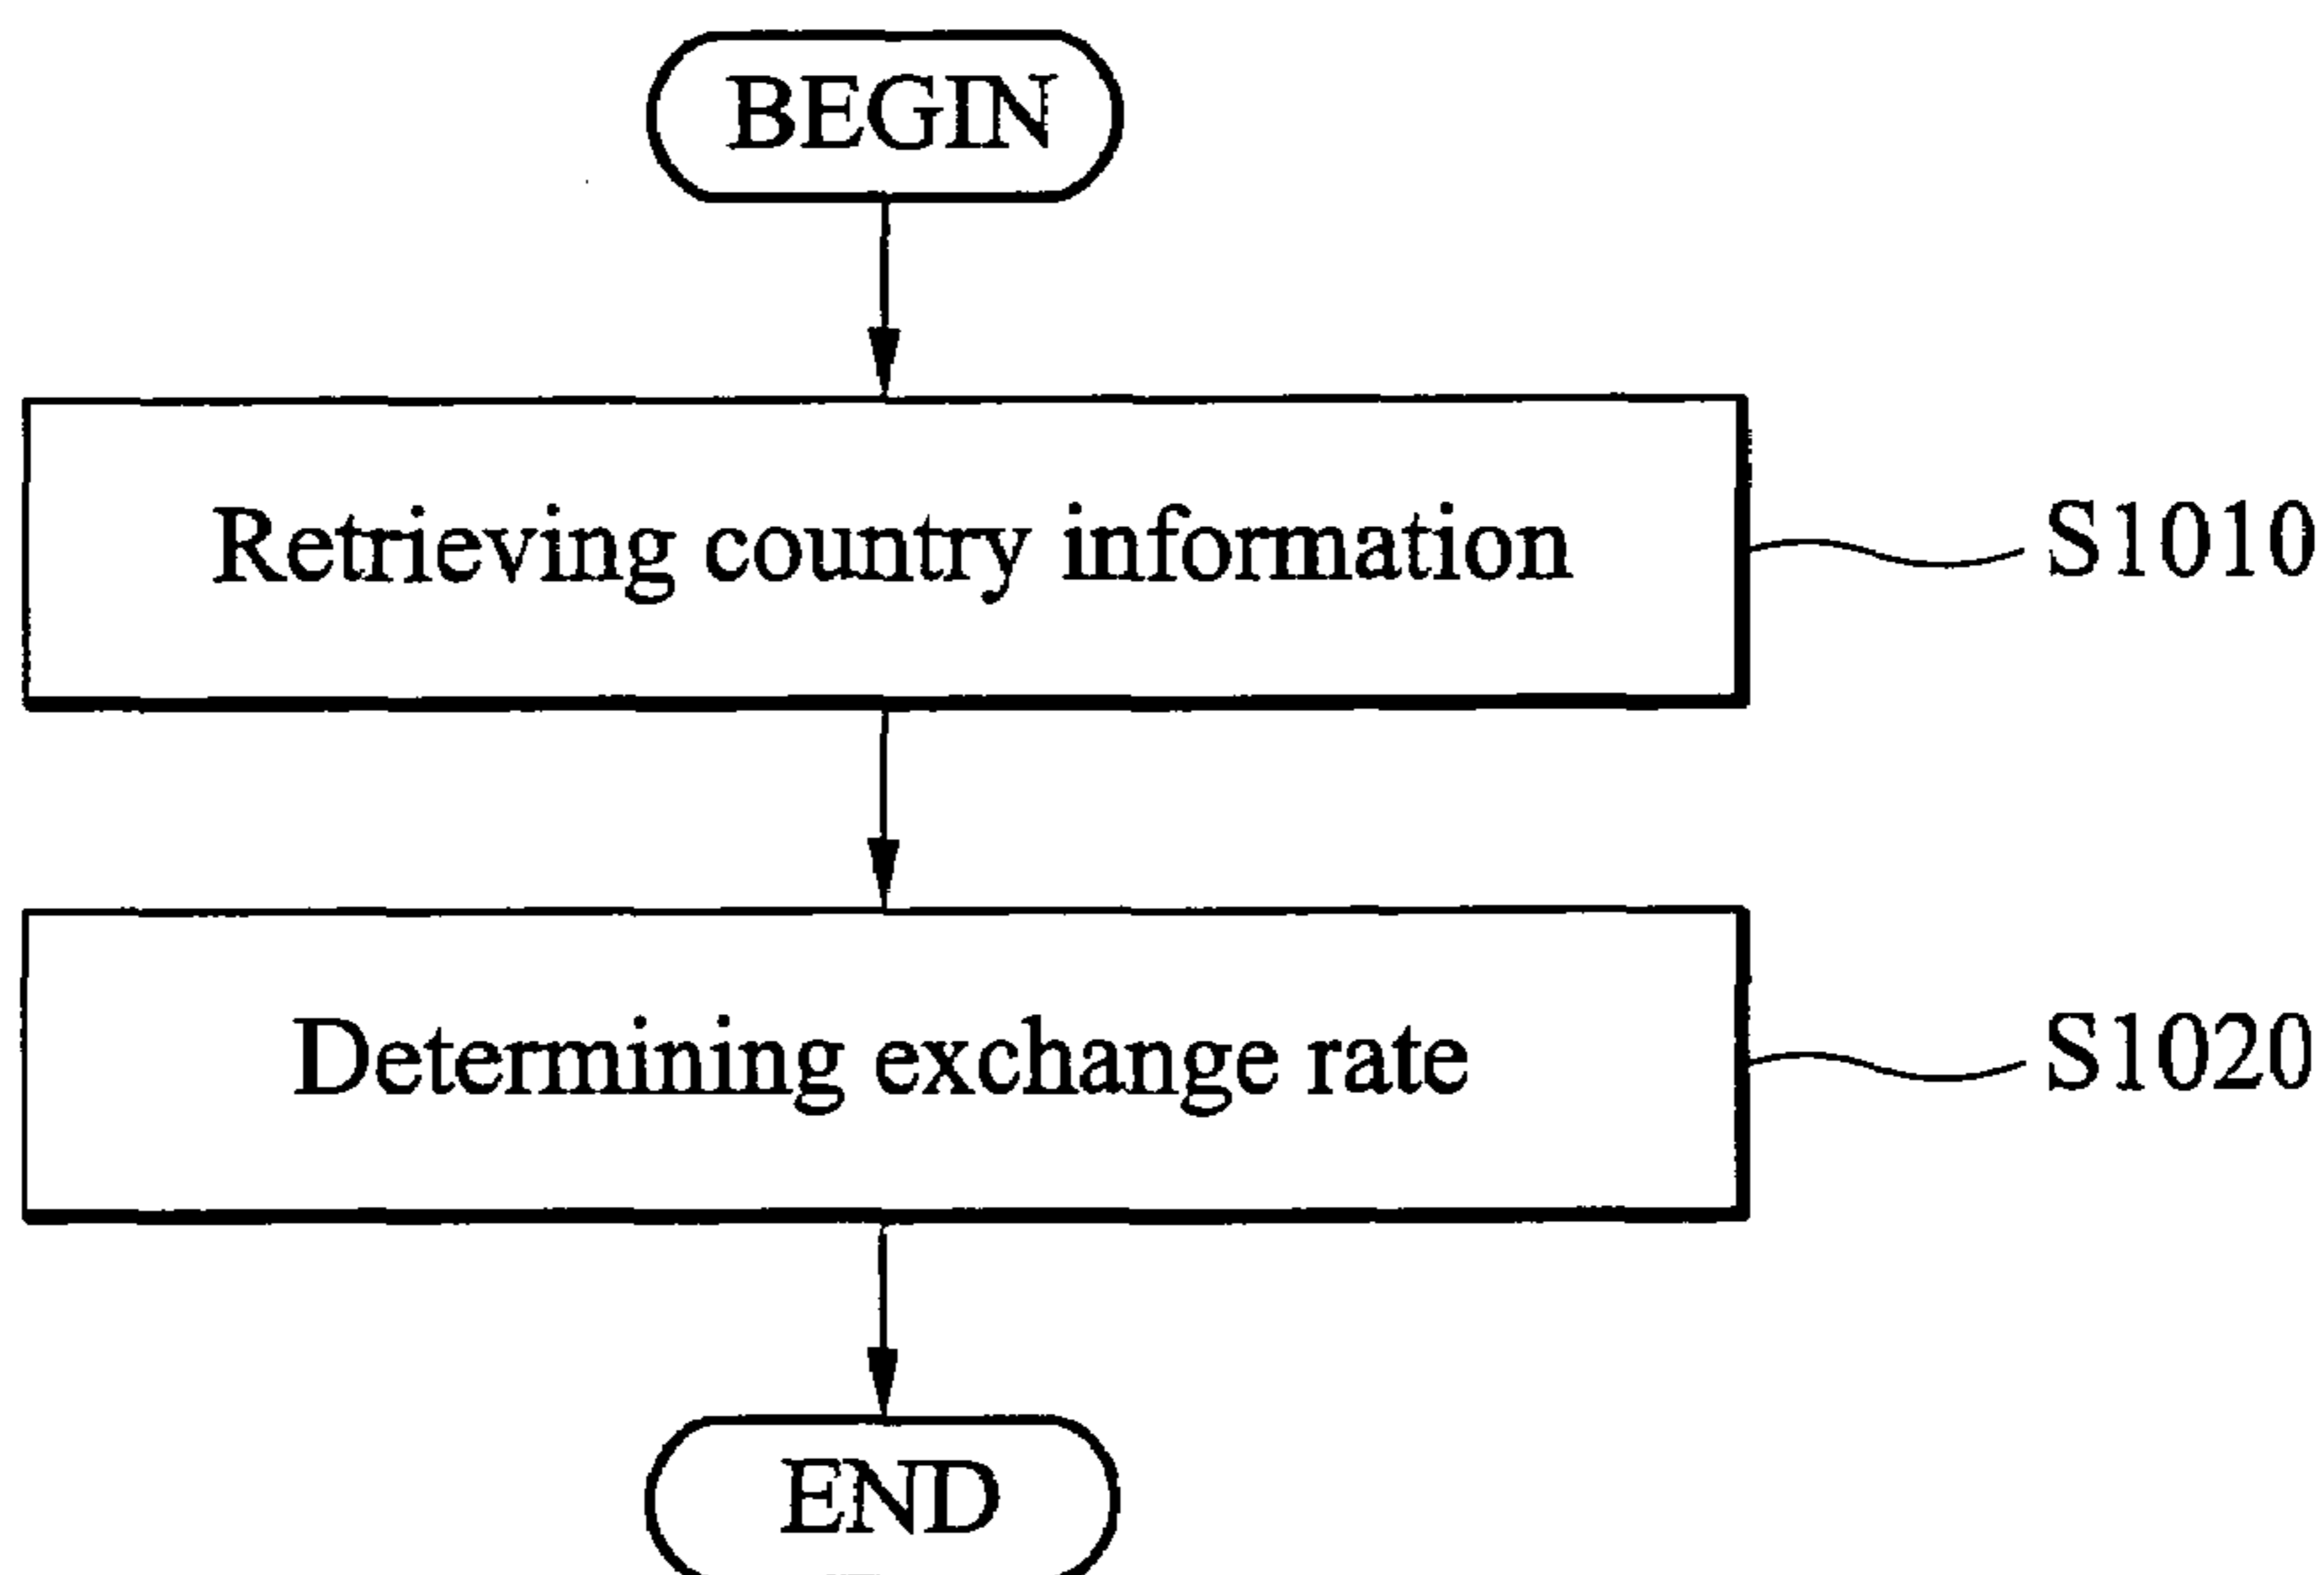 BEGIN
Retrieving country information
S1010
Determining exchange rate
S1020
END